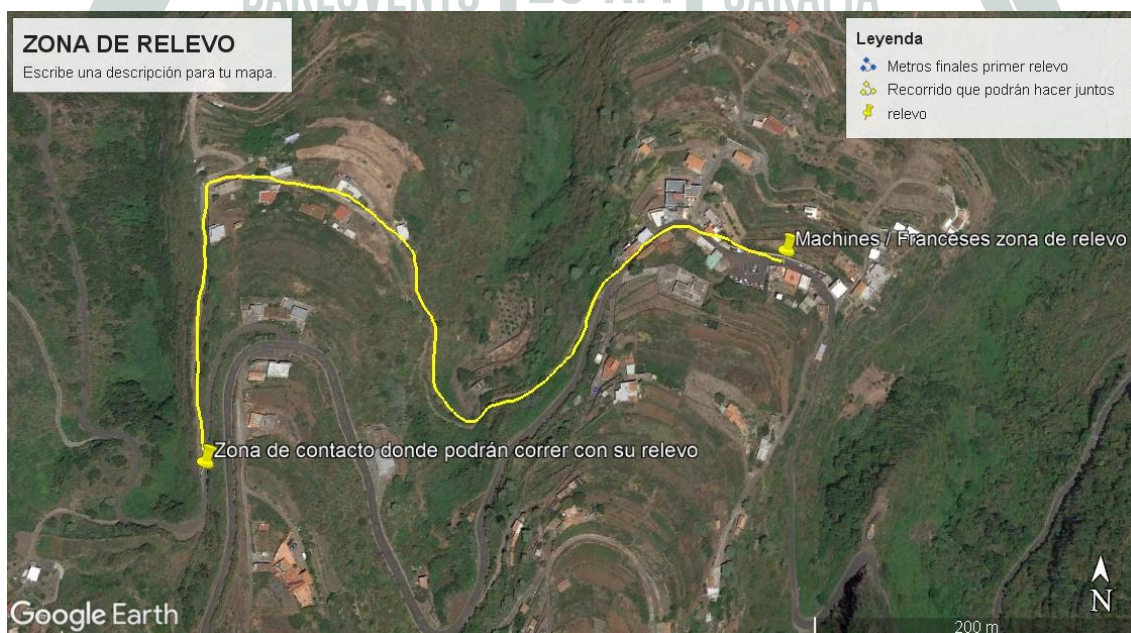 ZONA DE RELEVO
Escribe una descripción para tu mapa.
Leyenda
Metros finales primer relevo
Recorrido que podrán hacer juntos
relevo
Machines / Franceses zona de relevo
Zona de contacto donde podrán correr con su relevo
Google Earth
N
200 m